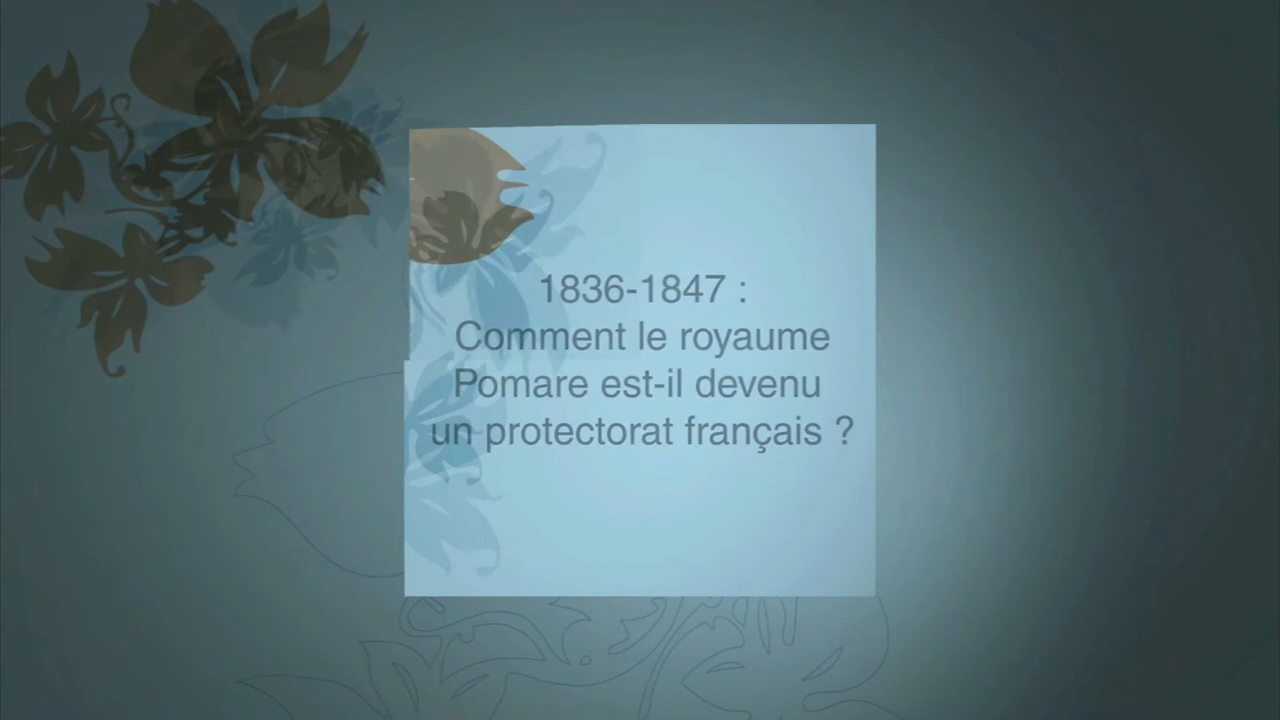 1836-1847 :
Comment le royaume
Pomare est-il devenu
un protectorat français ?